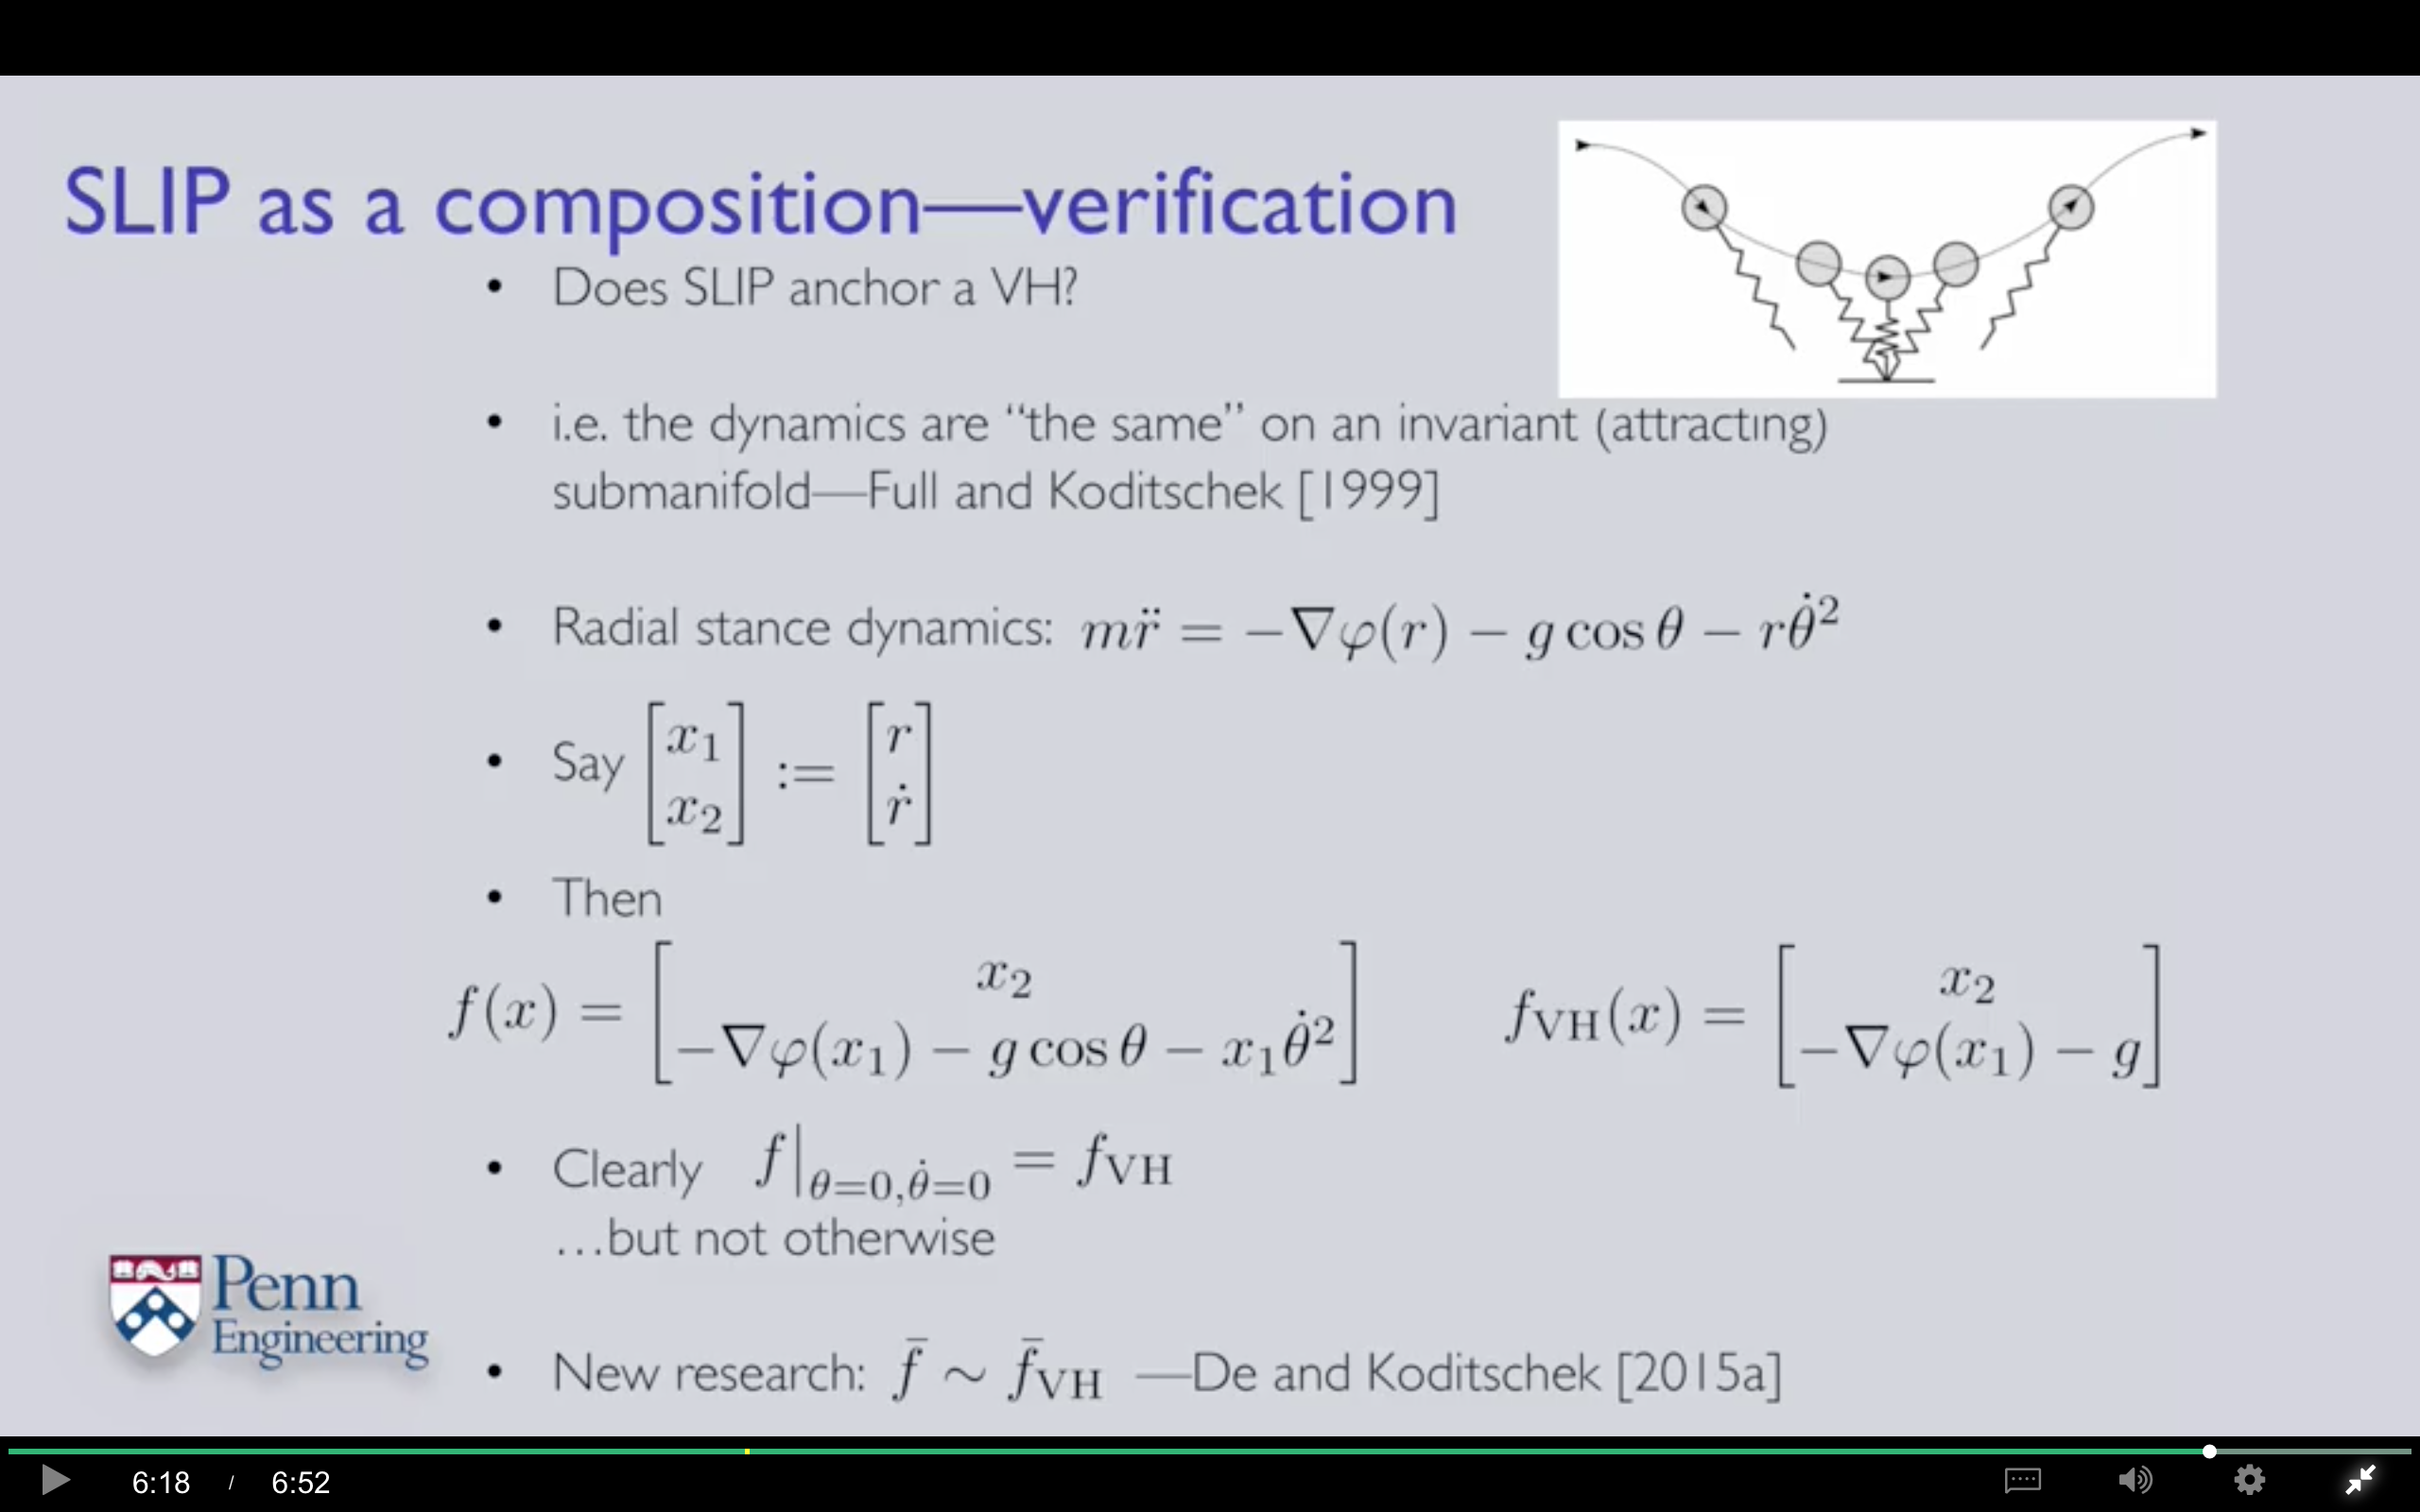 SLIP as a composition—verification
• Does SLIP anchor a VH?
• i.e. the dynamics are “the same” on an invariant (attracting)
submanifold—Full and Koditschek [1999]
• Radial stance dynamics: $m\ddot{r} = -\nabla\varphi(r) - g\cos\theta - r\dot{\theta}^2$
• Say $\begin{bmatrix} x_1 \\ x_2 \end{bmatrix} := \begin{bmatrix} r \\ \dot{r} \end{bmatrix}$
• Then
$f(x) = \begin{bmatrix} x_2 \\ -\nabla\varphi(x_1) - g\cos\theta - x_1\dot{\theta}^2 \end{bmatrix}$ $f_{\mathrm{VH}}(x) = \begin{bmatrix} x_2 \\ -\nabla\varphi(x_1) - g \end{bmatrix}$
• Clearly $f|_{\theta=0,\dot{\theta}=0} = f_{\mathrm{VH}}$
...but not otherwise
Penn
Engineering
• New research: $\bar{f} \sim \bar{f}_{\mathrm{VH}}$ —De and Koditschek [2015a]
6:18 / 6:52